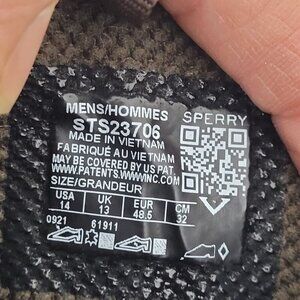 MENS/HOMMES
SPERRY
STS23706
MADE IN VIETNAM
FABRIQUÉ AU VIETNAM
MAY BE COVERED BY US PAT.
WWW.PATENTS.WWWINC.COM
SIZE/GRANDEUR
USA UK EUR CM
14 13 48.5 32
0921 61911